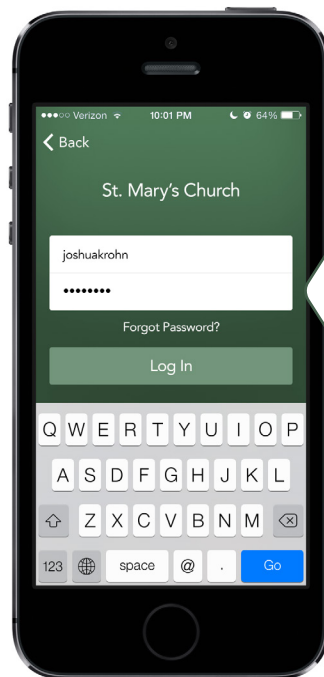 Verizon 10:01 PM 64%
Back
St. Mary's Church
joshuakrohn
••••••••
Forgot Password?
Log In
Q W E R T Y U I O P
A S D F G H J K L
Z X C V B N M
123 space @ . Go